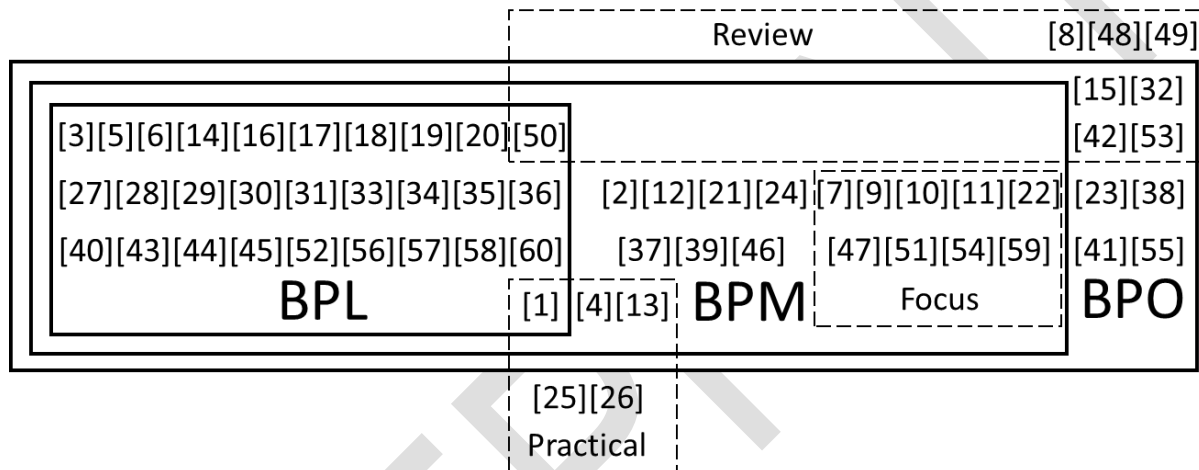 Review [8][48][49]
[15][32]
[3][5][6][14][16][17][18][19][20][50] [42][53]
[27][28][29][30][31][33][34][35][36] [2][12][21][24] [7][9][10][11][22] [23][38]
[40][43][44][45][52][56][57][58][60] [37][39][46] [47][51][54][59] [41][55]
BPL [1] [4][13] BPM Focus BPO
[25][26]
Practical